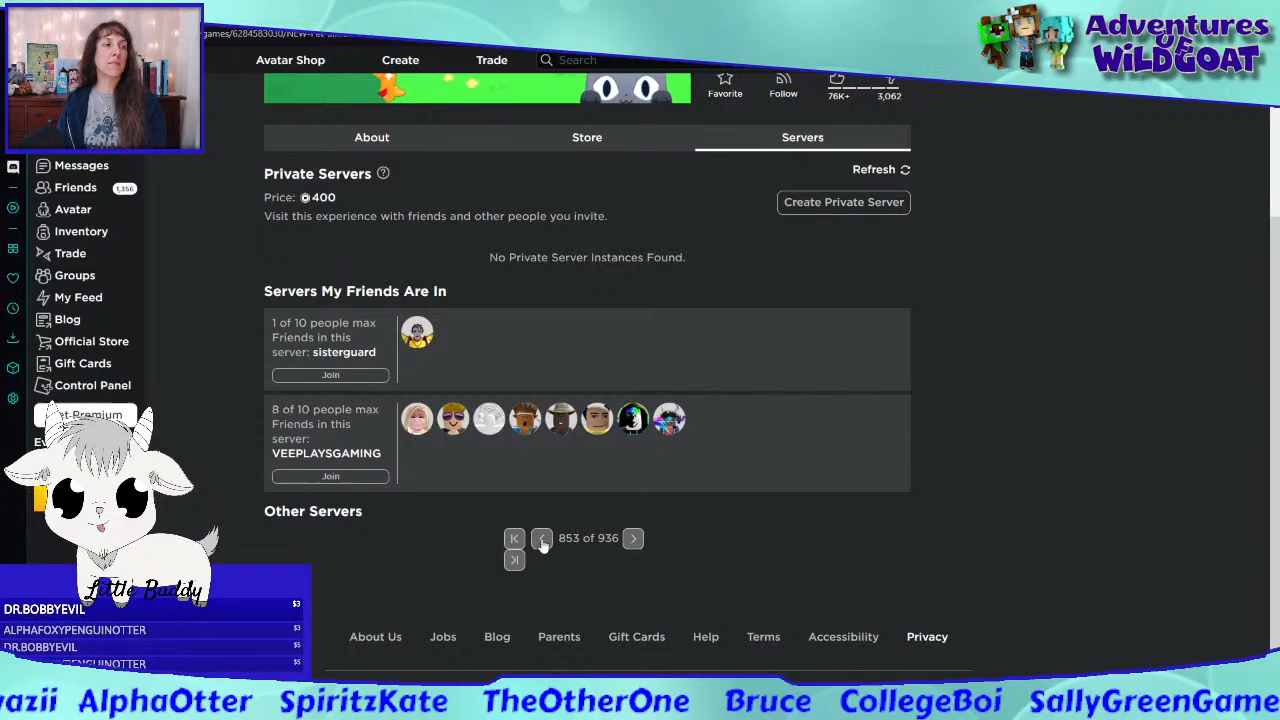 Adventures
OF
WiLDGOAT
Avatar Shop
Create
Trade
Search
Favorite
Follow
76K+
3,062
About
Store
Servers
Messages
Friends
1,356
Avatar
Inventory
Trade
Groups
My Feed
Blog
Official Store
Gift Cards
Control Panel
Private Servers
Refresh
Price: 400
Create Private Server
Visit this experience with friends and other people you invite.
No Private Server Instances Found.
Servers My Friends Are In
1 of 10 people max
Friends in this
server: sisterguard
Join
8 of 10 people max
Friends in this
server:
VEEPLAYSGAMING
Join
Other Servers
853 of 936
Little Buddy
DR.BOBBYEVIL $3
ALPHAFOXYPENGUINOTTER $3
DR.BOBBYEVIL $5
$5
About Us
Jobs
Blog
Parents
Gift Cards
Help
Terms
Accessibility
Privacy
AlphaOtter SpiritzKate TheOtherOne Bruce CollegeBoi SallyGreenGame